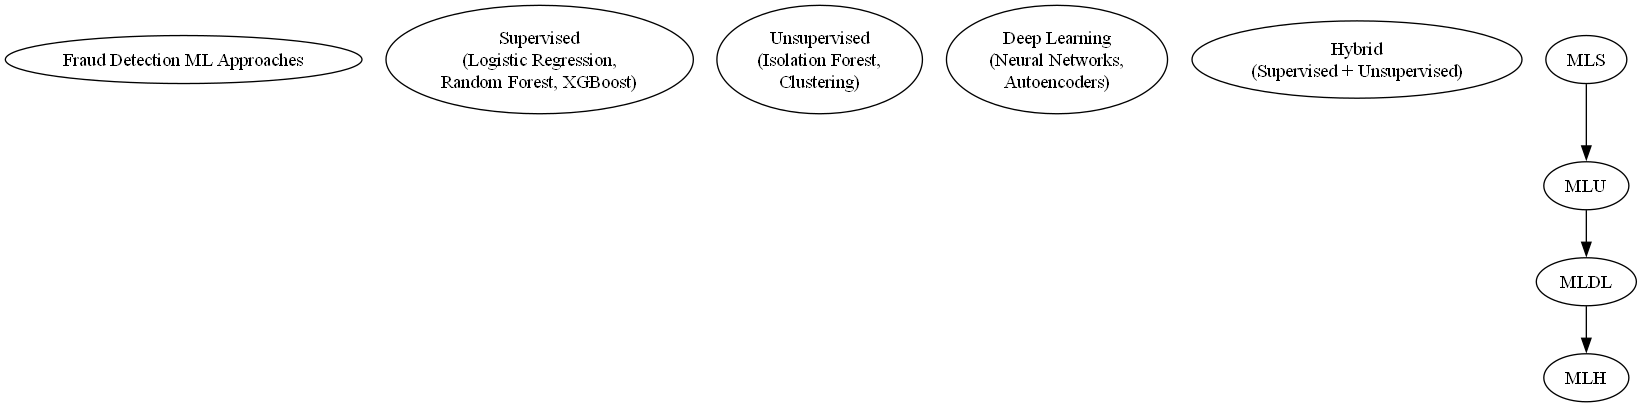 Fraud Detection ML Approaches
Supervised
(Logistic Regression,
Random Forest, XGBoost)
Unsupervised
(Isolation Forest,
Clustering)
Deep Learning
(Neural Networks,
Autoencoders)
Hybrid
(Supervised + Unsupervised)
MLS
MLU
MLDL
MLH